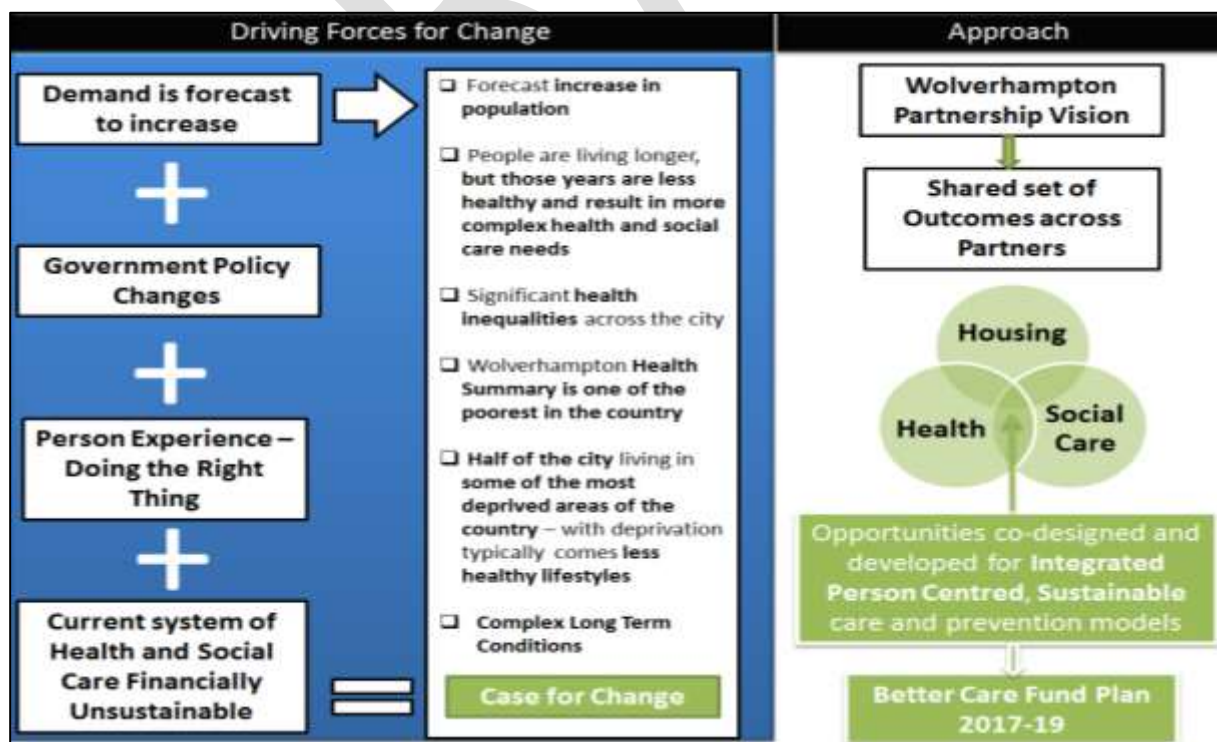 Driving Forces for Change
Demand is forecast
to increase
Government Policy
Changes
Person Experience –
Doing the Right
Thing
Current system of
Health and Social
Care Financially
Unsustainable
Forecast increase in
population
People are living longer,
but those years are less
healthy and result in more
complex health and social
care needs
Significant health
inequalities across the city
Wolverhampton Health
Summary is one of the
poorest in the country
Half of the city living in
some of the most
deprived areas of the
country – with deprivation
typically comes less
healthy lifestyles
Complex Long Term
Conditions
Case for Change
Approach
Wolverhampton
Partnership Vision
Shared set of
Outcomes across
Partners
Housing
Health
Social
Care
Opportunities co-designed and
developed for Integrated
Person Centred, Sustainable
care and prevention models
Better Care Fund Plan
2017-19